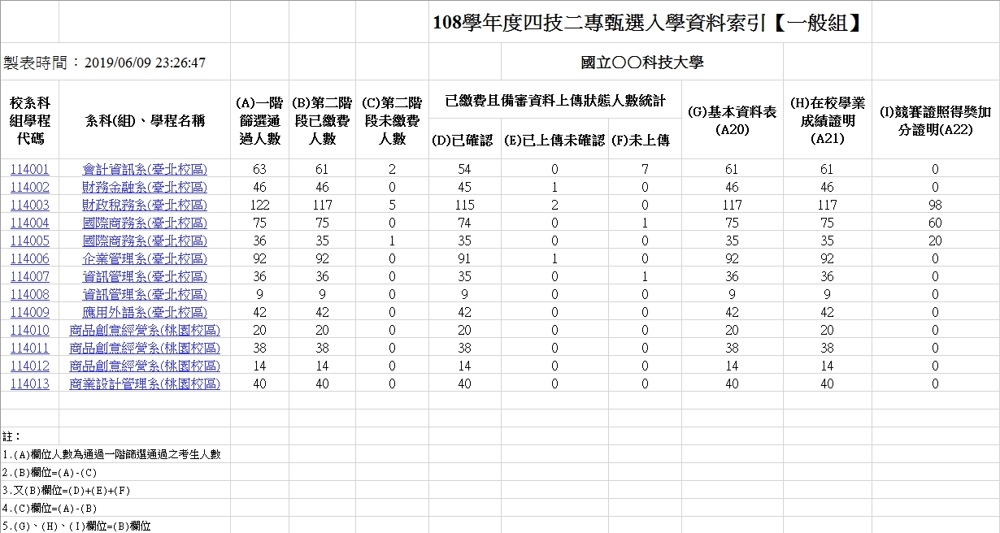 108學年度四技二專甄選入學資料索引【一般組】
製表時間：2019/06/09 23:26:47 國立〇〇科技大學
校系科組學程代碼 系科(組)、學程名稱 (A)一階篩選通過人數 (B)第二階段已繳費人數 (C)第二階段未繳費人數 已繳費且備審資料上傳狀態人數統計 (G)基本資料表(A20) (H)在校學業成績證明(A21) (I)競賽證照得獎加分證明(A22)
(D)已確認 (E)已上傳未確認 (F)未上傳
114001 會計資訊系(臺北校區) 63 61 2 54 0 7 61 61 0
114002 財務金融系(臺北校區) 46 46 0 45 1 0 46 46 0
114003 財政稅務系(臺北校區) 122 117 5 115 2 0 117 117 98
114004 國際商務系(臺北校區) 75 75 0 74 0 1 75 75 60
114005 國際商務系(臺北校區) 36 35 1 35 0 0 35 35 20
114006 企業管理系(臺北校區) 92 92 0 91 1 0 92 92 0
114007 資訊管理系(臺北校區) 36 36 0 35 0 1 36 36 0
114008 資訊管理系(臺北校區) 9 9 0 9 0 0 9 9 0
114009 應用外語系(臺北校區) 42 42 0 42 0 0 42 42 0
114010 商品創意經營系(桃園校區) 20 20 0 20 0 0 20 20 0
114011 商品創意經營系(桃園校區) 38 38 0 38 0 0 38 38 0
114012 商品創意經營系(桃園校區) 14 14 0 14 0 0 14 14 0
114013 商業設計管理系(桃園校區) 40 40 0 40 0 0 40 40 0
註：
1.(A)欄位人數為通過一階篩選通過之考生人數
2.(B)欄位=(A)-(C)
3.又(B)欄位=(D)+(E)+(F)
4.(C)欄位=(A)-(B)
5.(G)、(H)、(I)欄位=(B)欄位